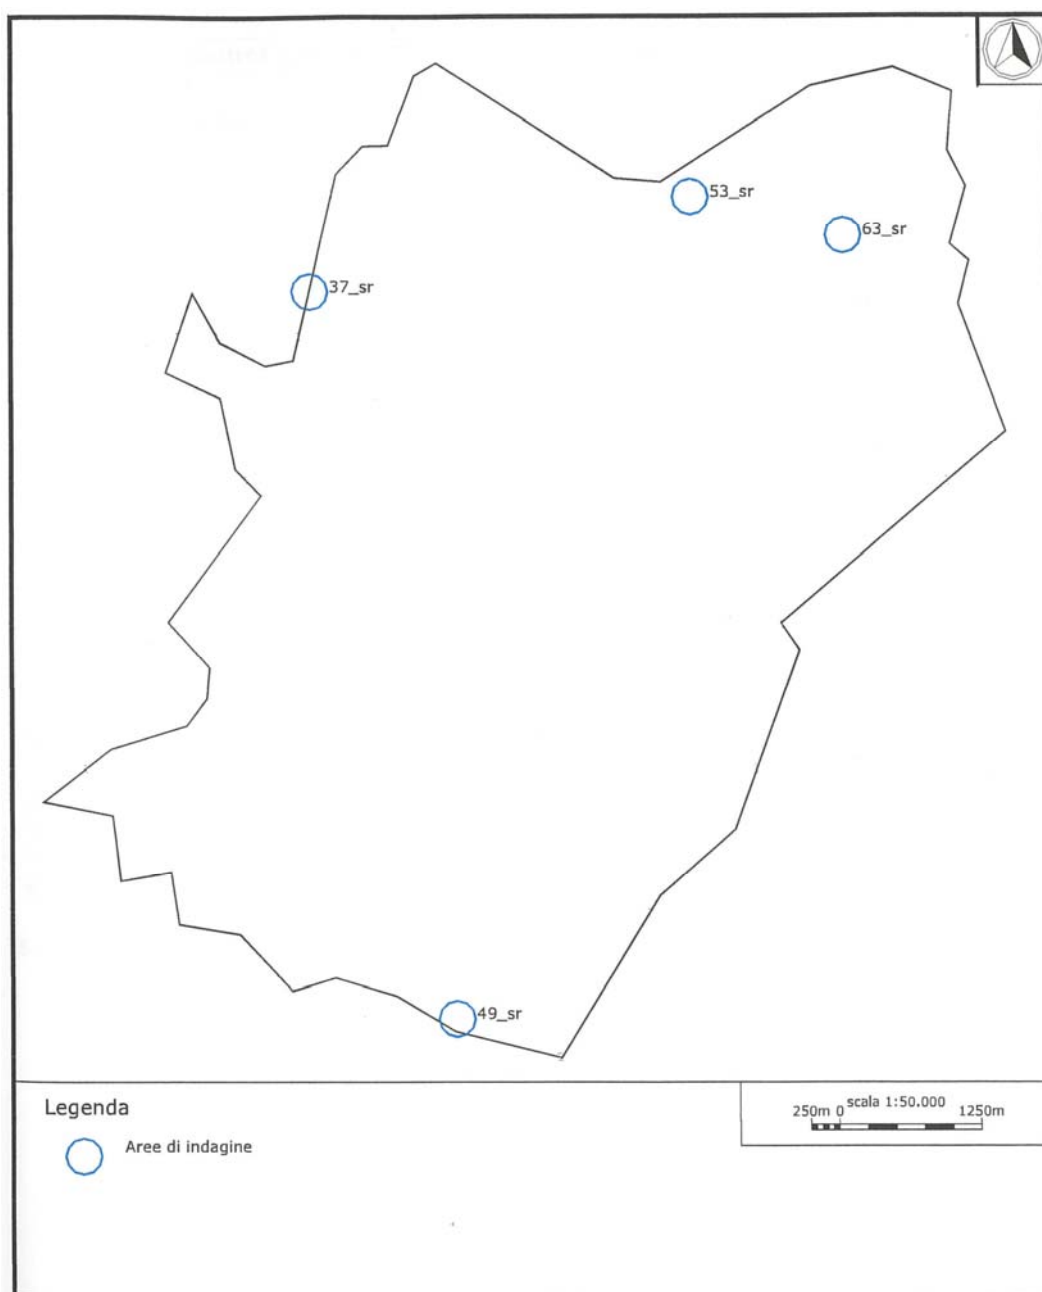 53_sr
63_sr
37_sr
49_sr
Legenda
Aree di indagine
scala 1:50.000
250m 0 1250m